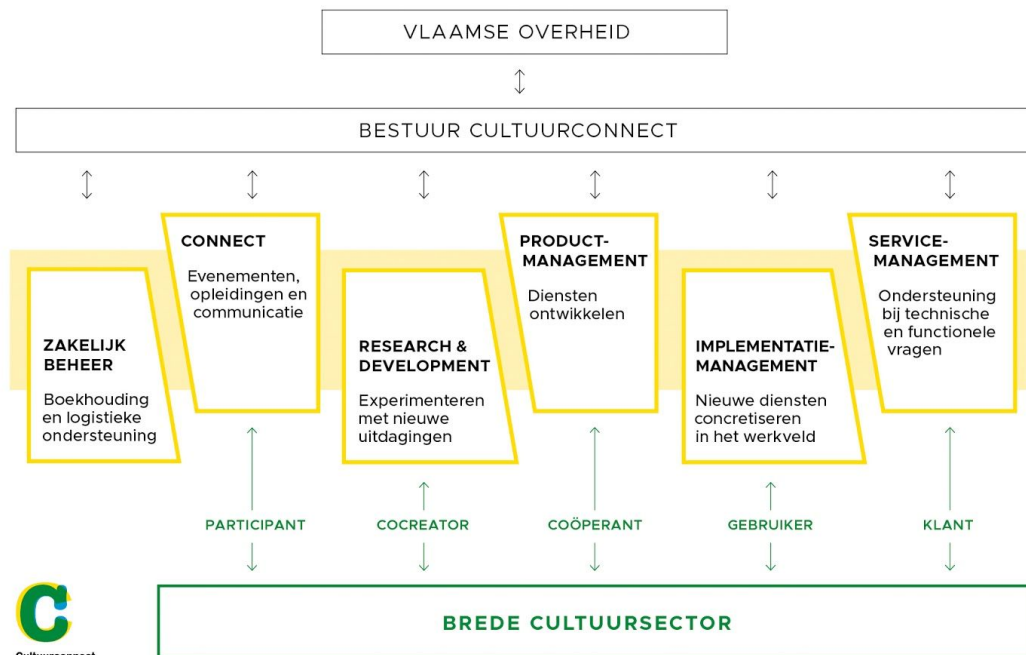 VLAAMSE OVERHEID
BESTUUR CULTUURCONNECT
ZAKELIJK
BEHEER
Boekhouding
en logistieke
ondersteuning
CONNECT
Evenementen,
opleidingen en
communicatie
RESEARCH &
DEVELOPMENT
Experimenteren
met nieuwe
uitdagingen
PRODUCT-
MANAGEMENT
Diensten
ontwikkelen
IMPLEMENTATIE-
MANAGEMENT
Nieuwe diensten
concretiseren
in het werkveld
SERVICE-
MANAGEMENT
Ondersteuning
bij technische
en functionele
vragen
PARTICIPANT
COCREATOR
COÖPERANT
GEBRUIKER
KLANT
C
Cultuurconnect
BREDE CULTUURSECTOR